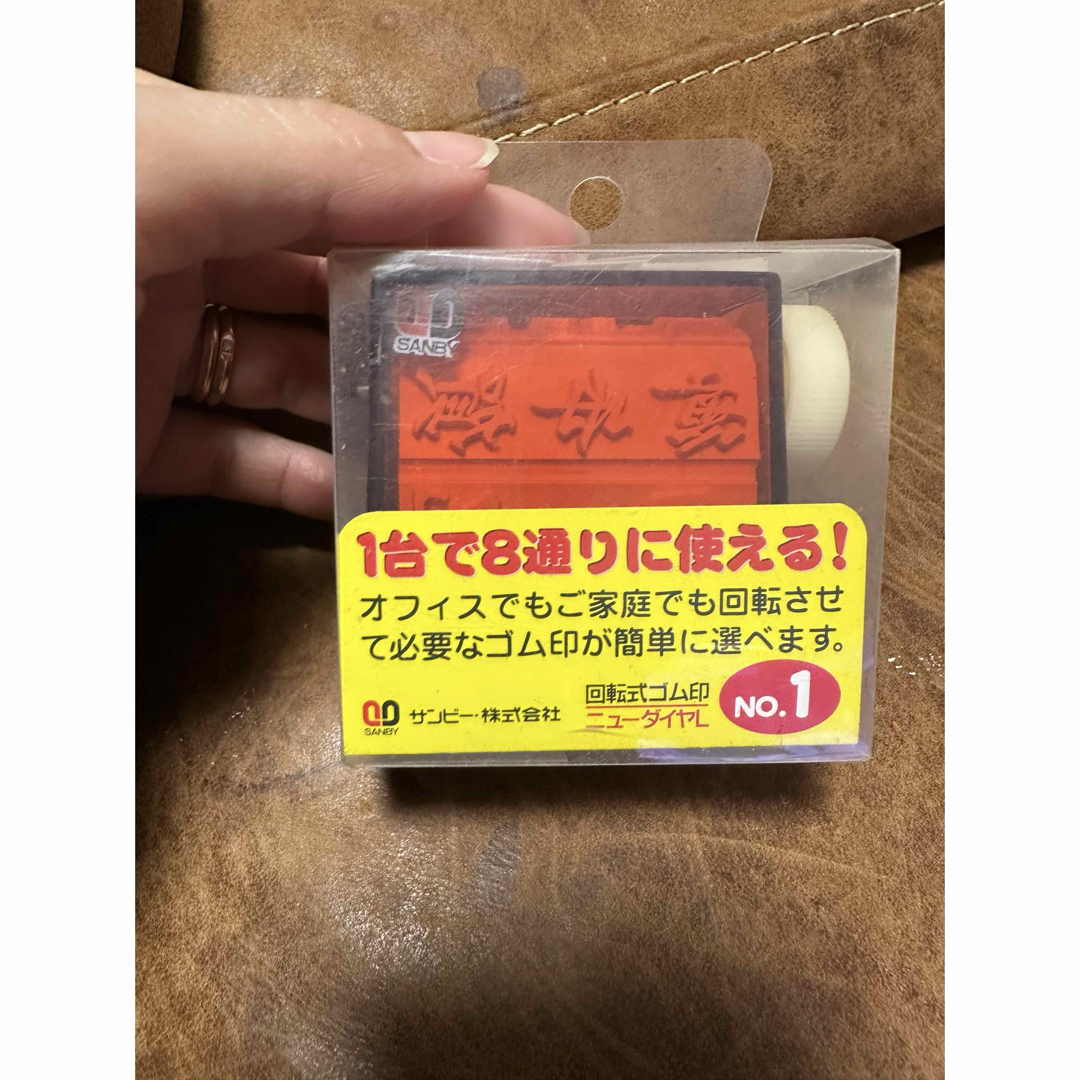 SANBY
1台で8通りに使える!
オフィスでもご家庭でも回転させ
て必要なゴム印が簡単に選べます。
SANBY
サンビー・株式会社
回転式ゴム印
ニューダイヤL
NO.1